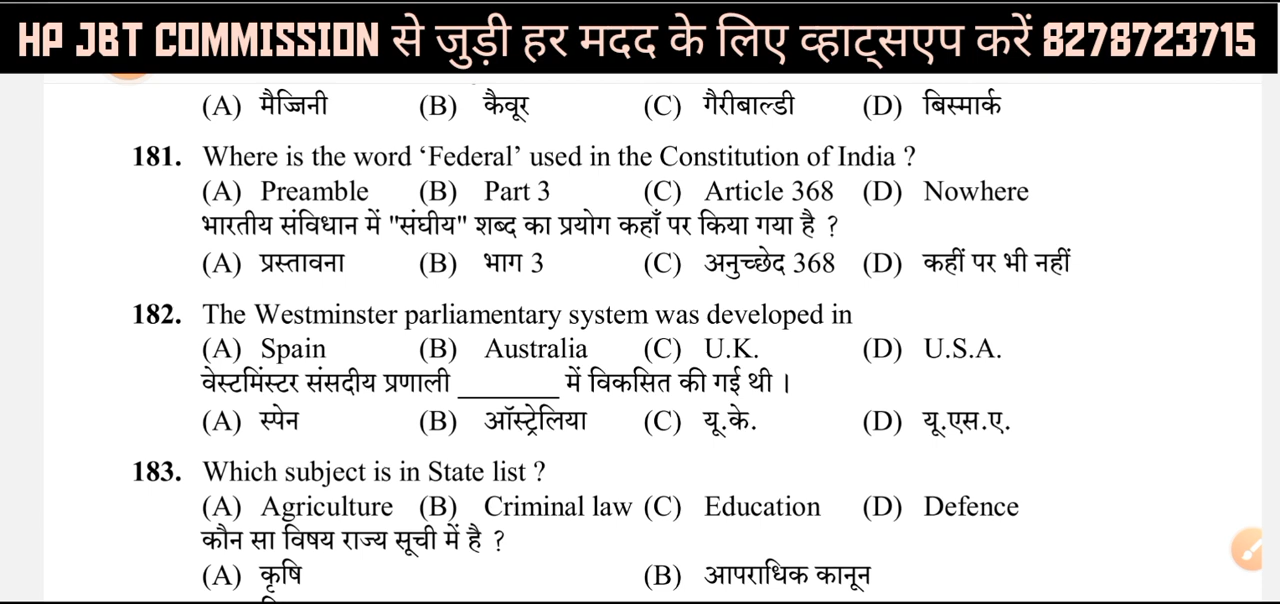 HP JBT COMMISSION से जुड़ी हर मदद के लिए व्हाट्सएप करें 8278723715
(A) मैज्जिनी (B) कैवूर (C) गैरीबाल्डी (D) बिस्मार्क
181. Where is the word ‘Federal’ used in the Constitution of India ?
(A) Preamble (B) Part 3 (C) Article 368 (D) Nowhere
भारतीय संविधान में "संघीय" शब्द का प्रयोग कहाँ पर किया गया है ?
(A) प्रस्तावना (B) भाग 3 (C) अनुच्छेद 368 (D) कहीं पर भी नहीं
182. The Westminster parliamentary system was developed in
(A) Spain (B) Australia (C) U.K. (D) U.S.A.
वेस्टमिंस्टर संसदीय प्रणाली _______ में विकसित की गई थी ।
(A) स्पेन (B) ऑस्ट्रेलिया (C) यू.के. (D) यू.एस.ए.
183. Which subject is in State list ?
(A) Agriculture (B) Criminal law (C) Education (D) Defence
कौन सा विषय राज्य सूची में है ?
(A) कृषि (B) आपराधिक कानून